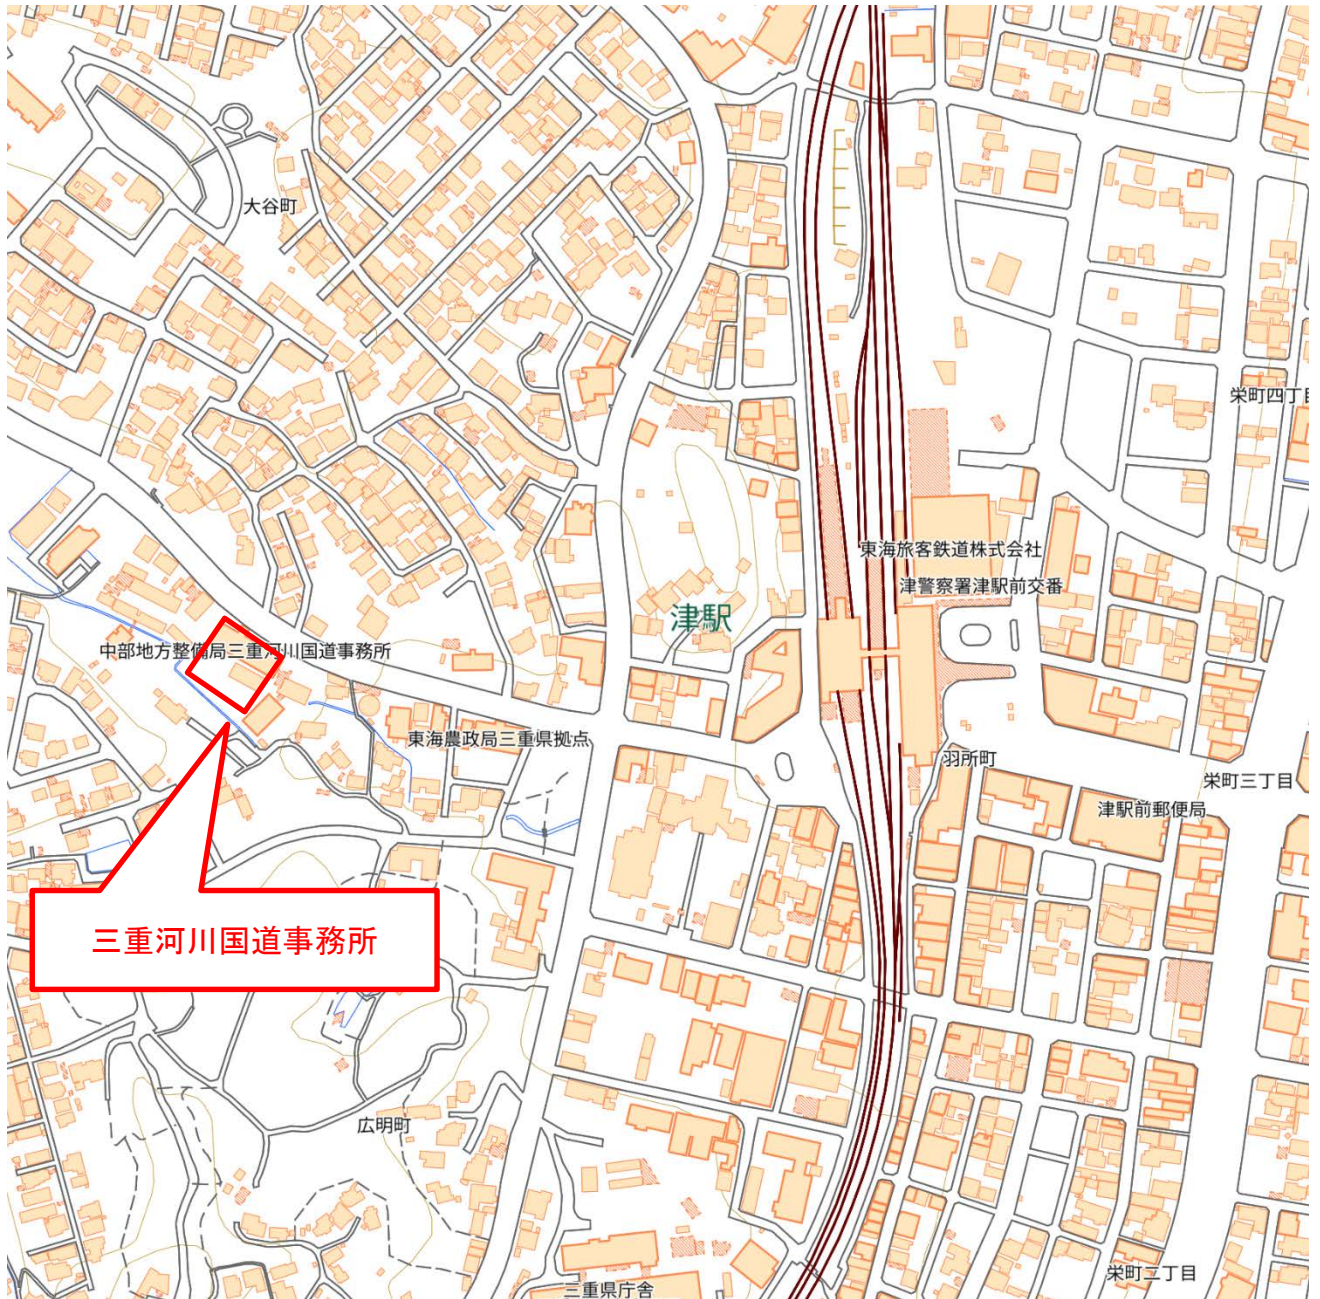 大谷町
栄町四丁目
東海旅客鉄道株式会社
津警察署津駅前交番
津駅
中部地方整備局三重河川国道事務所
東海農政局三重県拠点
羽所町
栄町三丁目
津駅前郵便局
三重河川国道事務所
広明町
栄町二丁目
三重県庁舎